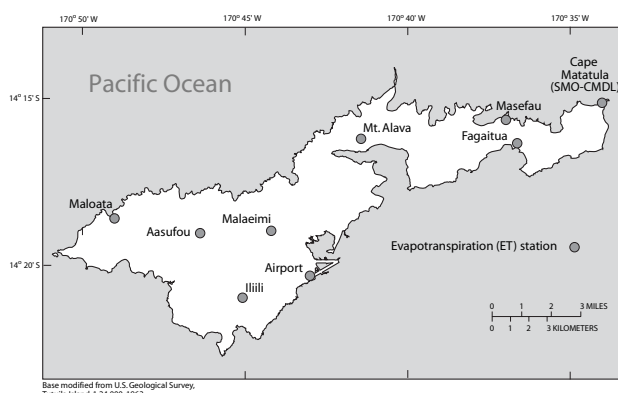 170° 50'W
170° 45'W
170° 40'W
170° 35'W
Pacific Ocean
Cape
Matatula
(SMO-CMDL)
14° 15'S
Masefau
Mt. Alava
Fagaitua
Maloata
Aasufou
Malaeimi
Evapotranspiration (ET) station
14° 20'S
Airport
Iliili
0 1 2 3 MILES
0 1 2 3 KILOMETERS
Base modified from U.S. Geological Survey,